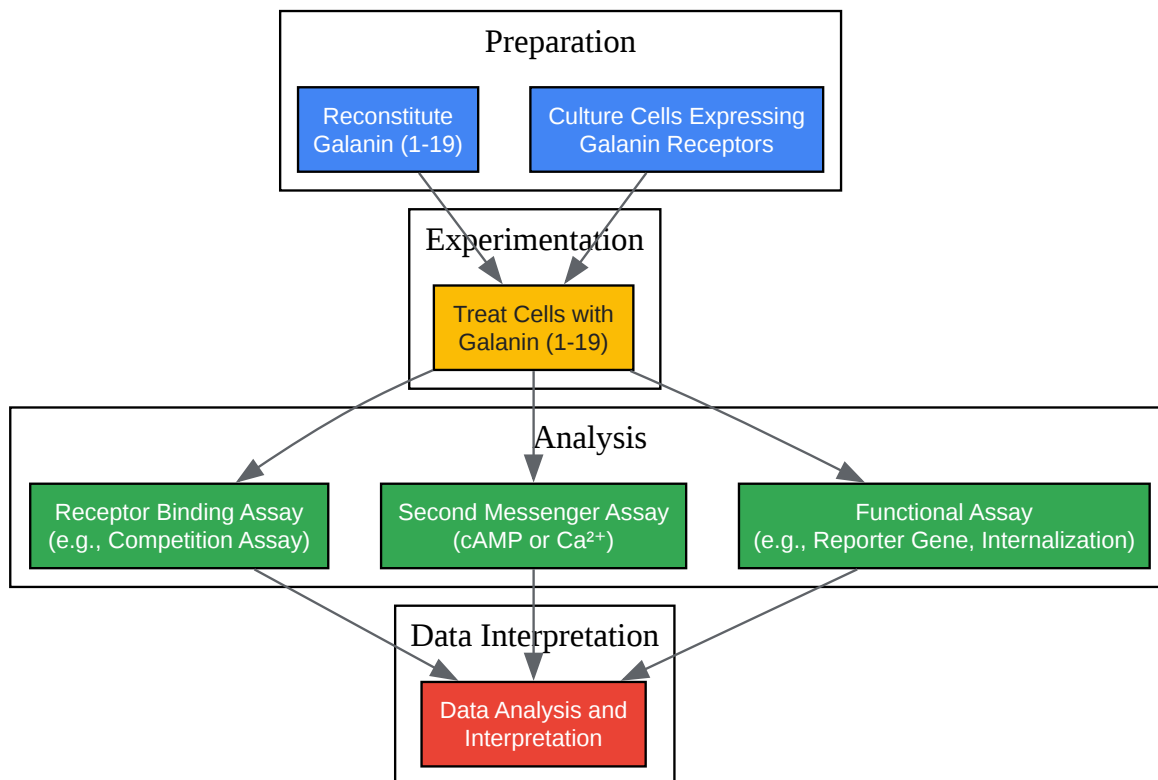 Preparation
Reconstitute
Galanin (1-19)
Culture Cells Expressing
Galanin Receptors
Experimentation
Treat Cells with
Galanin (1-19)
Analysis
Receptor Binding Assay
(e.g., Competition Assay)
Second Messenger Assay
(cAMP or Ca²⁺)
Functional Assay
(e.g., Reporter Gene, Internalization)
Data Interpretation
Data Analysis and
Interpretation